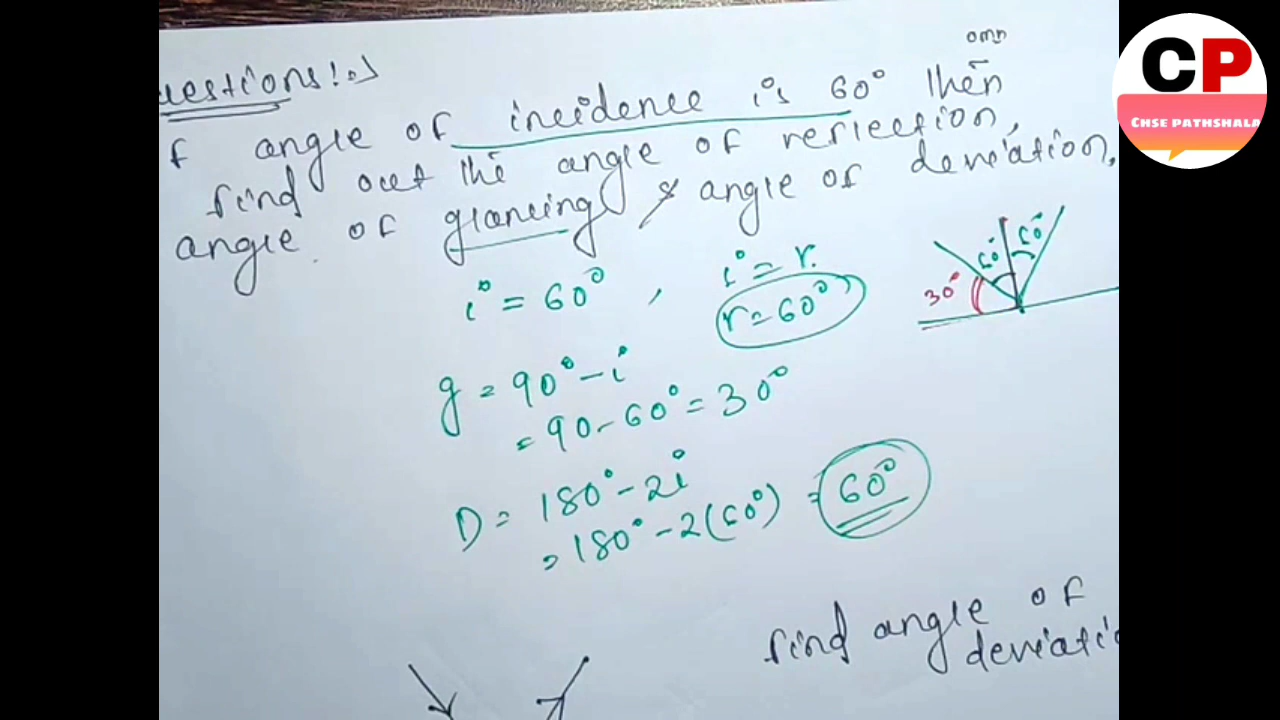 omp
CP
CHSE PATHSHALA
uestions:-
f angle of incidence is 60° then
find out the angle of reflection,
angle of glancing & angle of deviation.
i = 60° , i = r
r = 60°
60° 60°
30°
g = 90° - i
= 90 - 60° = 30°
D = 180° - 2i
= 180° - 2(60°) = 60°
find angle of
deviatio